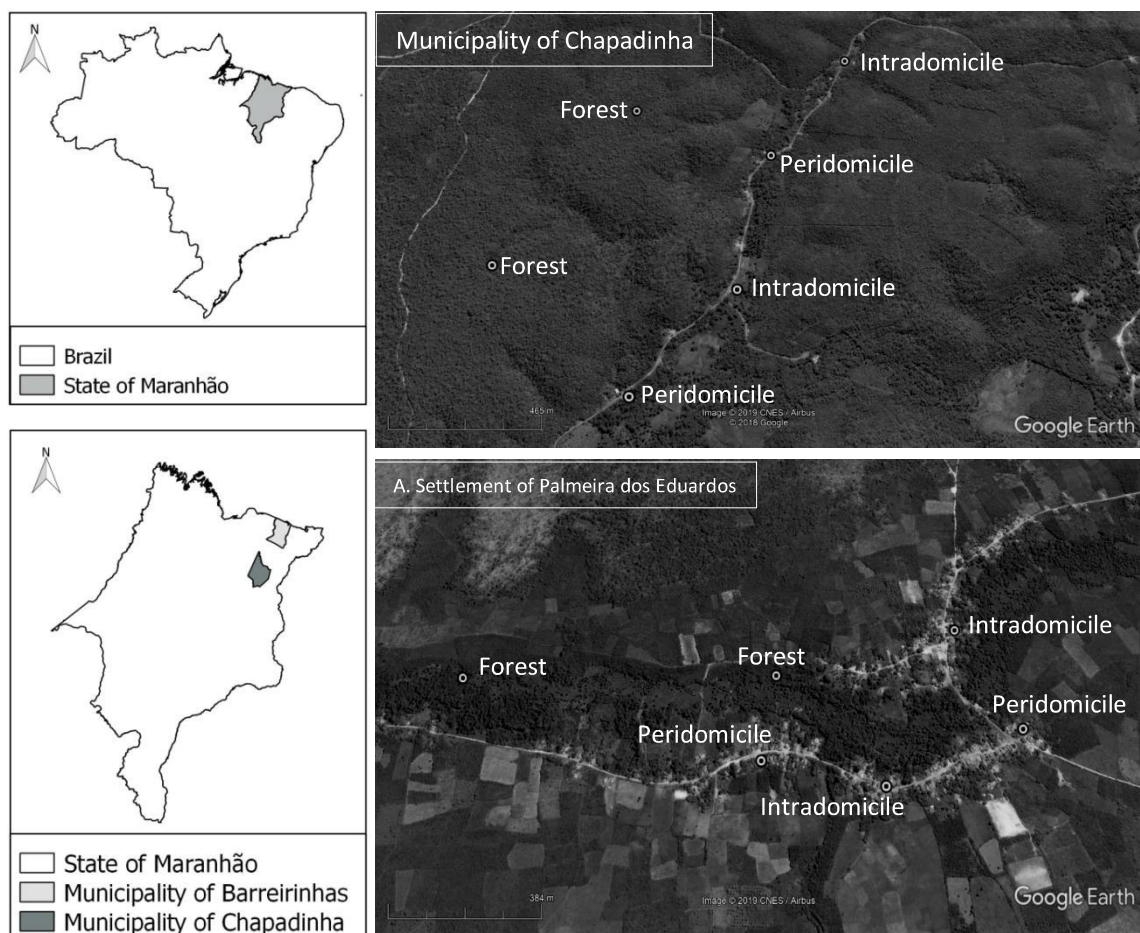 N
Brazil
State of Maranhão
N
State of Maranhão
Municipality of Barreirinhas
Municipality of Chapadinha
Municipality of Chapadinha
Intradomicile
Forest
Peridomicile
Forest
Intradomicile
Peridomicile
465 m
Image © 2019 CNES / Airbus
© 2018 Google
Google Earth
A. Settlement of Palmeira dos Eduardos
Intradomicile
Forest
Forest
Peridomicile
Peridomicile
Intradomicile
384 m
Image © 2019 CNES / Airbus
Google Earth